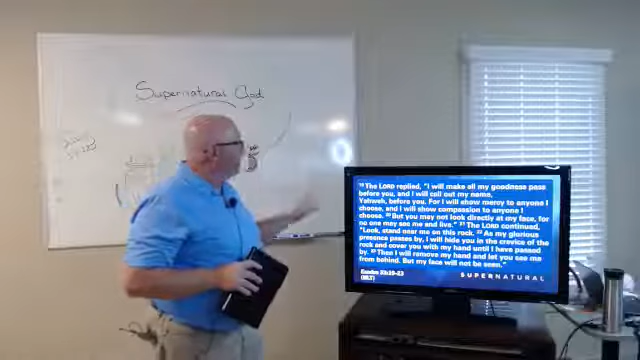 Supernatural God
19 The LORD replied, "I will make all my goodness pass
before you, and I will call out my name,
Yahweh, before you. For I will show mercy to anyone I
choose, and I will show compassion to anyone I
choose. 20 But you may not look directly at my face, for
no one may see me and live." 21 The LORD continued,
"Look, stand near me on this rock. 22 As my glorious
presence passes by, I will hide you in the crevice of the
rock and cover you with my hand until I have passed
by. 23 Then I will remove my hand and let you see me
from behind. But my face will not be seen."
Exodus 33:19-23
(NLT)
SUPERNATURAL